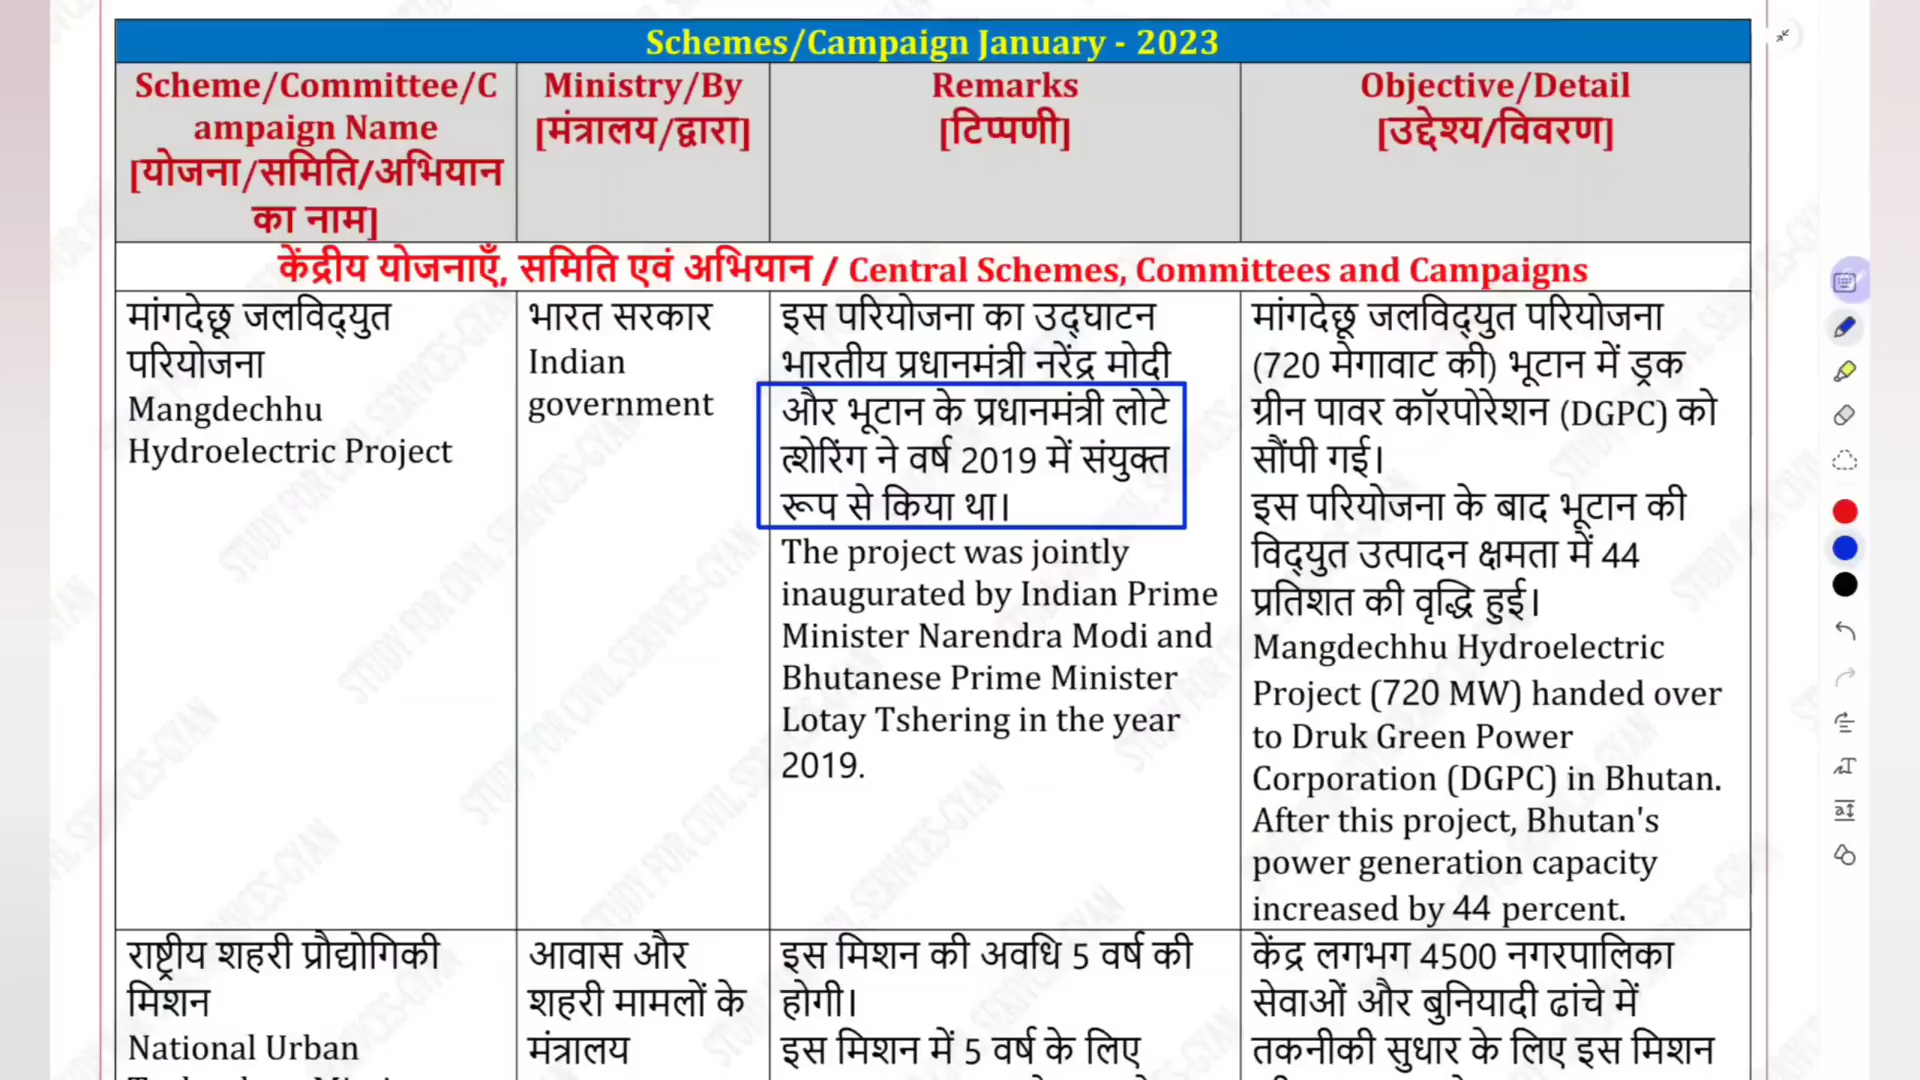 Schemes/Campaign January - 2023
Scheme/Committee/C
ampaign Name
[योजना/समिति/अभियान
का नाम]
Ministry/By
[मंत्रालय/द्वारा]
Remarks
[टिप्पणी]
Objective/Detail
[उद्देश्य/विवरण]
केंद्रीय योजनाएँ, समिति एवं अभियान / Central Schemes, Committees and Campaigns
मांगदेछू जलविद्युत
परियोजना
Mangdechhu
Hydroelectric Project
भारत सरकार
Indian
government
इस परियोजना का उद्घाटन
भारतीय प्रधानमंत्री नरेंद्र मोदी
और भूटान के प्रधानमंत्री लोटे
त्शेरिंग ने वर्ष 2019 में संयुक्त
रूप से किया था।
The project was jointly
inaugurated by Indian Prime
Minister Narendra Modi and
Bhutanese Prime Minister
Lotay Tshering in the year
2019.
मांगदेछू जलविद्युत परियोजना
(720 मेगावाट की) भूटान में ड्रक
ग्रीन पावर कॉरपोरेशन (DGPC) को
सौंपी गई।
इस परियोजना के बाद भूटान की
विद्युत उत्पादन क्षमता में 44
प्रतिशत की वृद्धि हुई।
Mangdechhu Hydroelectric
Project (720 MW) handed over
to Druk Green Power
Corporation (DGPC) in Bhutan.
After this project, Bhutan's
power generation capacity
increased by 44 percent.
राष्ट्रीय शहरी प्रौद्योगिकी
मिशन
National Urban
आवास और
शहरी मामलों के
मंत्रालय
इस मिशन की अवधि 5 वर्ष की
होगी।
इस मिशन में 5 वर्ष के लिए
केंद्र लगभग 4500 नगरपालिका
सेवाओं और बुनियादी ढांचे में
तकनीकी सुधार के लिए इस मिशन
STUDY FOR CIVIL SERIVCES-GYAN